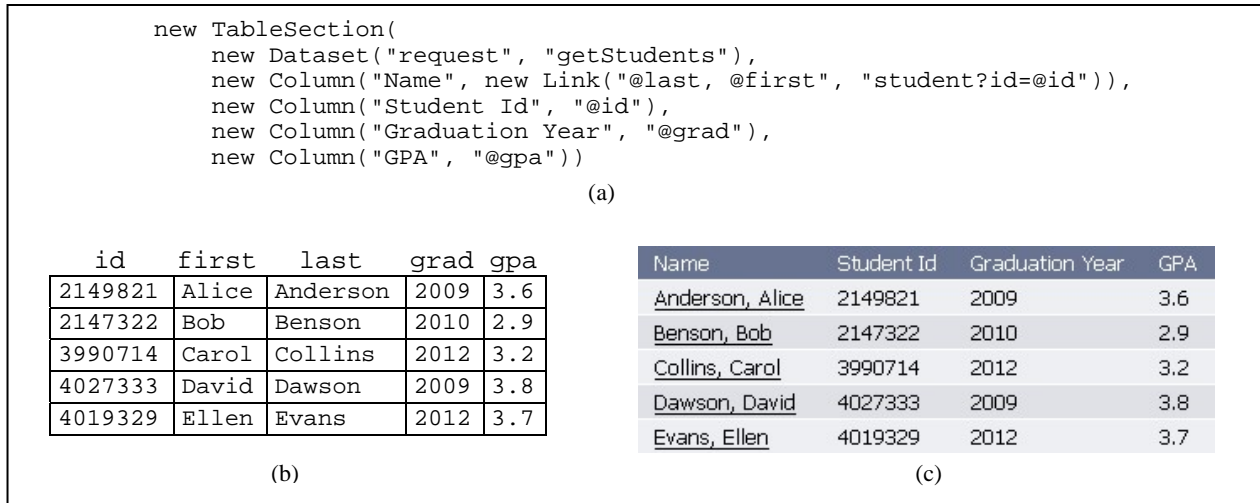 new TableSection(
new Dataset("request", "getStudents"),
new Column("Name", new Link("@last, @first", "student?id=@id")),
new Column("Student Id", "@id"),
new Column("Graduation Year", "@grad"),
new Column("GPA", "@gpa"))
(a)
id first last grad gpa
2149821 Alice Anderson 2009 3.6
2147322 Bob Benson 2010 2.9
3990714 Carol Collins 2012 3.2
4027333 David Dawson 2009 3.8
4019329 Ellen Evans 2012 3.7
(b)
Name Student Id Graduation Year GPA
Anderson, Alice 2149821 2009 3.6
Benson, Bob 2147322 2010 2.9
Collins, Carol 3990714 2012 3.2
Dawson, David 4027333 2009 3.8
Evans, Ellen 4019329 2012 3.7
(c)